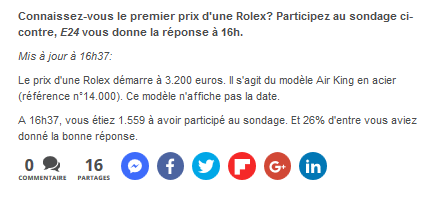 Connaissez-vous le premier prix d'une Rolex? Participez au sondage ci-
contre, E24 vous donne la réponse à 16h.
Mis à jour à 16h37:
Le prix d'une Rolex démarre à 3.200 euros. Il s'agit du modèle Air King en acier
(référence n°14.000). Ce modèle n'affiche pas la date.
A 16h37, vous étiez 1.559 à avoir participé au sondage. Et 26% d'entre vous aviez
donné la bonne réponse.
0 16
COMMENTAIRE PARTAGES
f G+ in